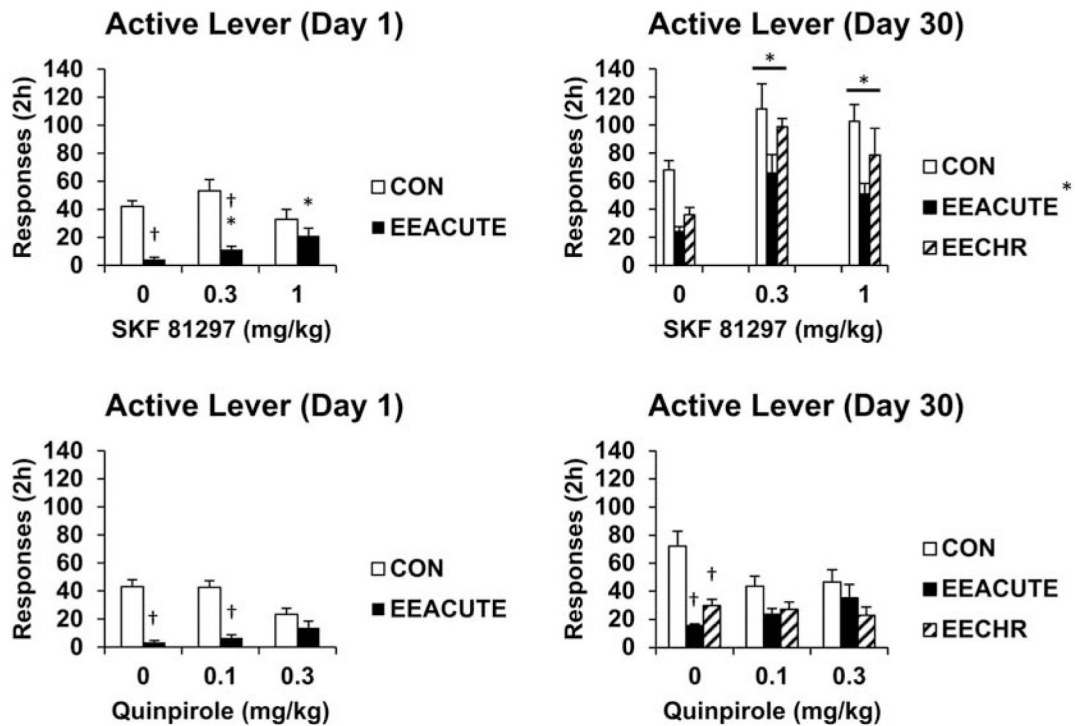 Active Lever (Day 1)
Responses (2h)
140
120
100
80
60
40
20
0
†
†
*
*
0 0.3 1
SKF 81297 (mg/kg)
CON
EEACUTE
Active Lever (Day 30)
Responses (2h)
140
120
100
80
60
40
20
0
*
*
0 0.3 1
SKF 81297 (mg/kg)
CON
EEACUTE*
EECHR
Active Lever (Day 1)
Responses (2h)
140
120
100
80
60
40
20
0
†
†
0 0.1 0.3
Quinpirole (mg/kg)
CON
EEACUTE
Active Lever (Day 30)
Responses (2h)
140
120
100
80
60
40
20
0
†
†
0 0.1 0.3
Quinpirole (mg/kg)
CON
EEACUTE
EECHR